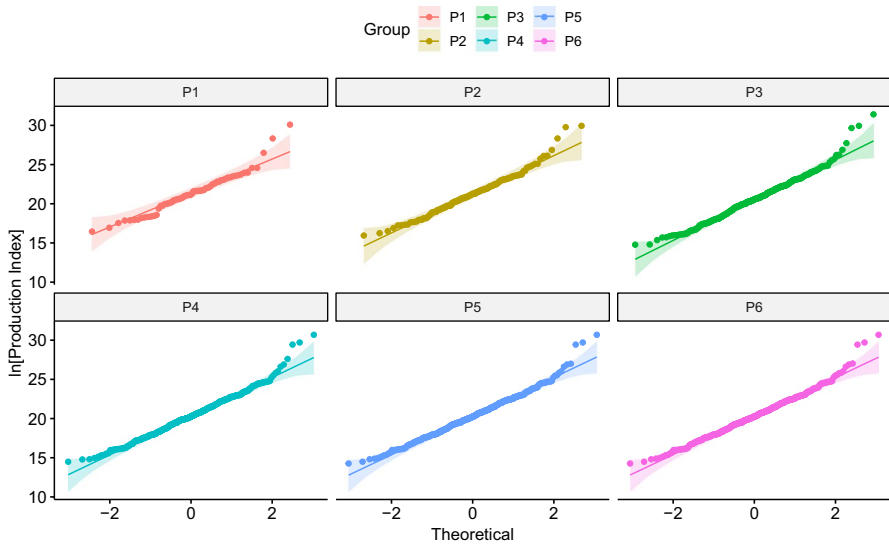 Group
P1 P3 P5
P2 P4 P6
P1 P2 P3
30
25
20
15
10
P4 P5 P6
30
25
20
15
10
ln[Production Index]
−2 0 2 −2 0 2 −2 0 2
Theoretical